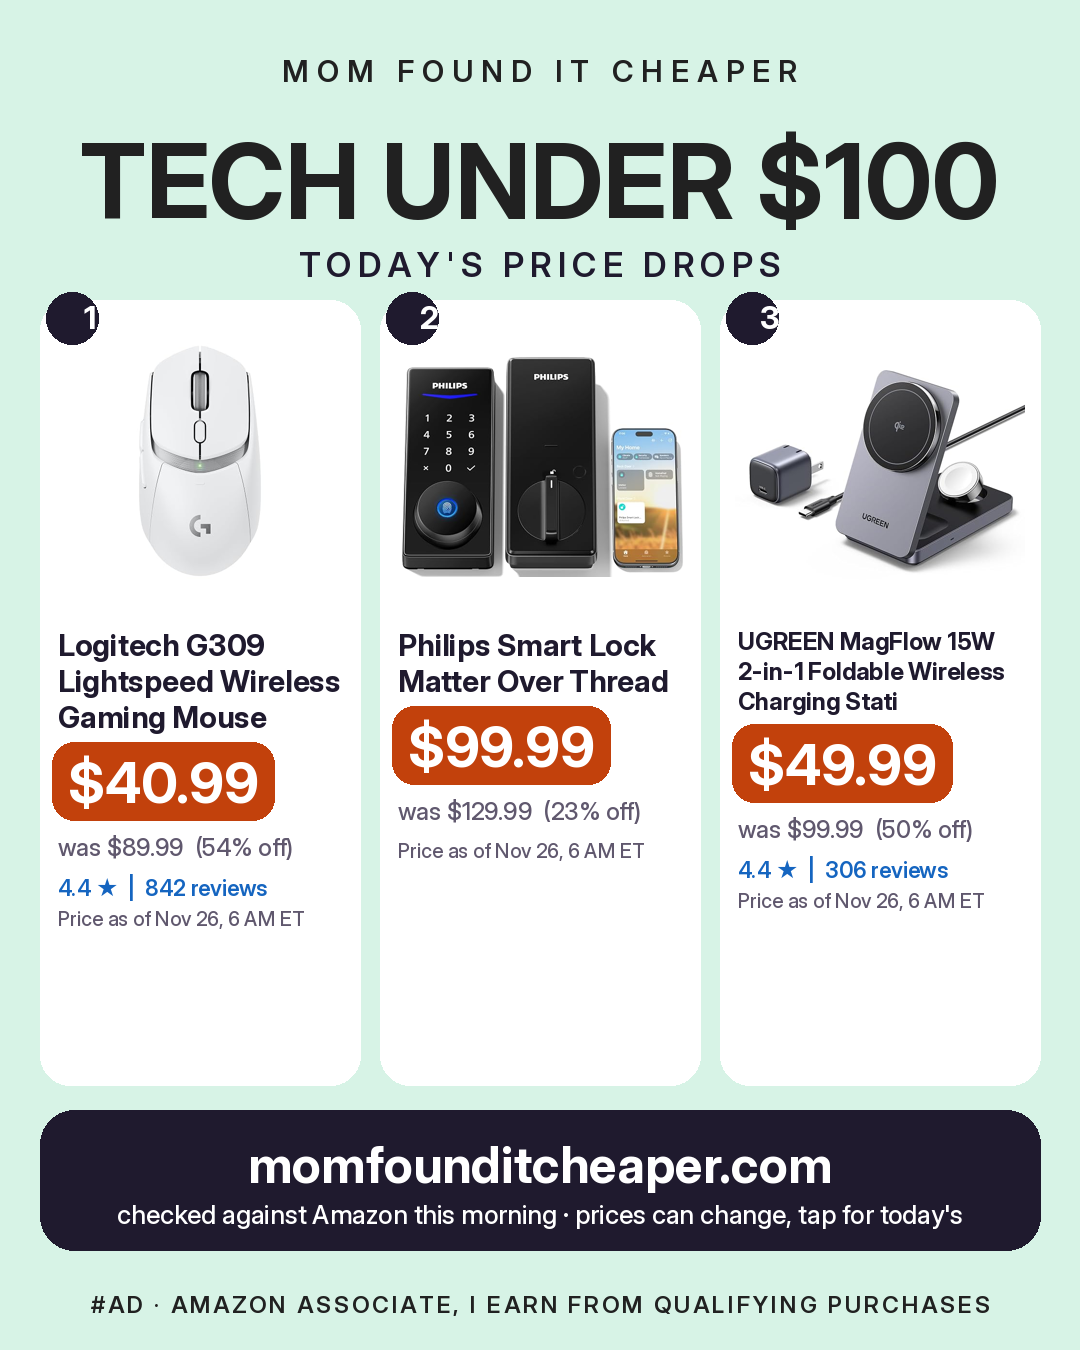 MOM FOUND IT CHEAPER
TECH UNDER $100
TODAY'S PRICE DROPS
1
Logitech G309
Lightspeed Wireless
Gaming Mouse
$40.99
was $89.99 (54% off)
4.4 ★ | 842 reviews
Price as of Nov 26, 6 AM ET
2
PHILIPS
1 2 3
4 5 6
7 8 9
× 0 ✓
PHILIPS
My Home
Philips Smart Lock
Matter Over Thread
$99.99
was $129.99 (23% off)
Price as of Nov 26, 6 AM ET
3
Qi2
UGREEN
UGREEN MagFlow 15W
2-in-1 Foldable Wireless
Charging Stati
$49.99
was $99.99 (50% off)
4.4 ★ | 306 reviews
Price as of Nov 26, 6 AM ET
momfounditcheaper.com
checked against Amazon this morning · prices can change, tap for today's
#AD · AMAZON ASSOCIATE, I EARN FROM QUALIFYING PURCHASES